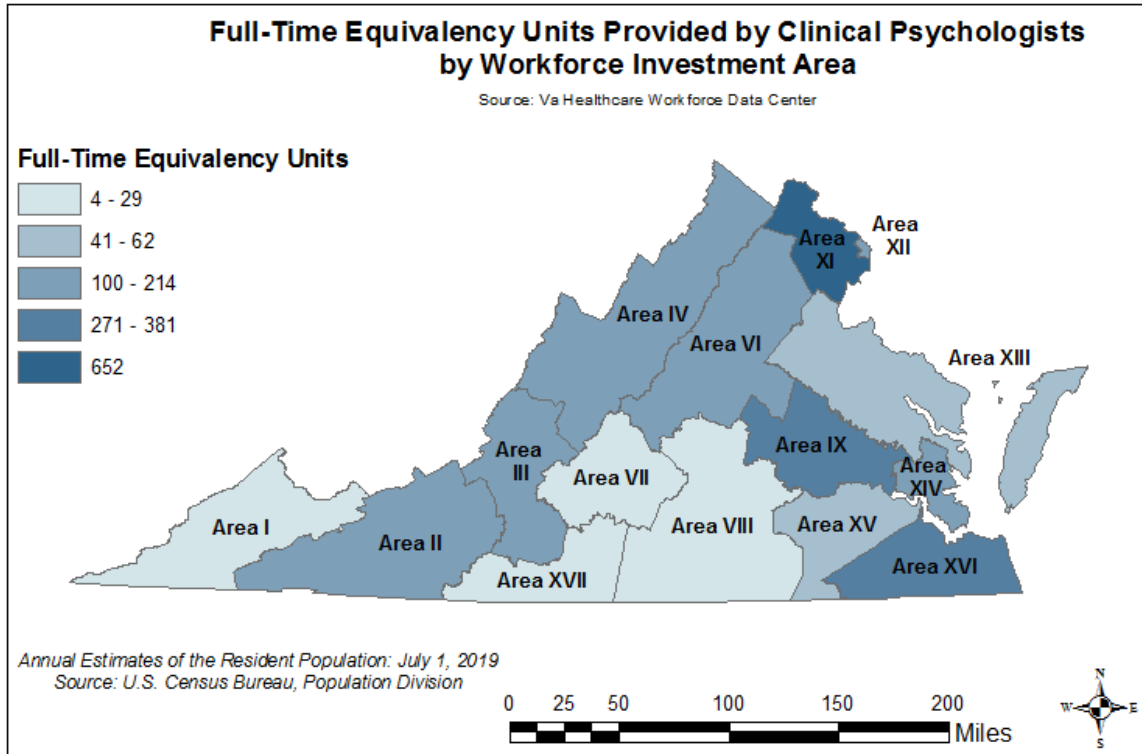 Full-Time Equivalency Units Provided by Clinical Psychologists
by Workforce Investment Area
Source: Va Healthcare Workforce Data Center
Full-Time Equivalency Units
4 - 29
41 - 62
100 - 214
271 - 381
652
Area
XI
Area
XII
Area IV
Area VI
Area XIII
Area
III
Area VII
Area IX
Area
XIV
Area I
Area II
Area VIII
Area XV
Area XVII
Area XVI
Annual Estimates of the Resident Population: July 1, 2019
Source: U.S. Census Bureau, Population Division
0 25 50 100 150 200
Miles
N
W E
S